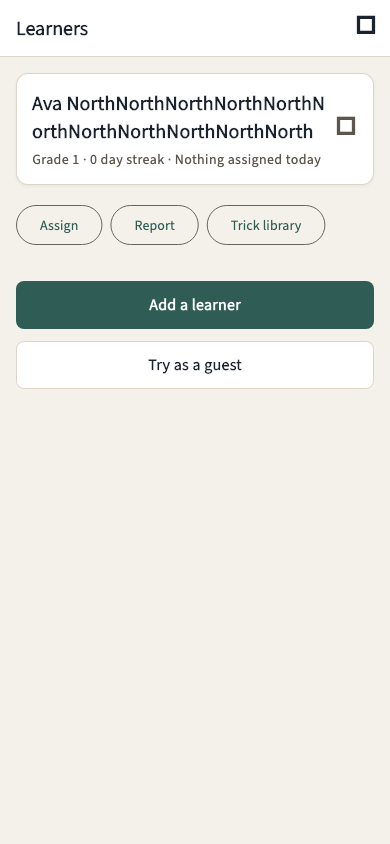 Learners
Ava NorthNorthNorthNorthNorthN
orthNorthNorthNorthNorthNorth
Grade 1 · 0 day streak · Nothing assigned today
Assign
Report
Trick library
Add a learner
Try as a guest